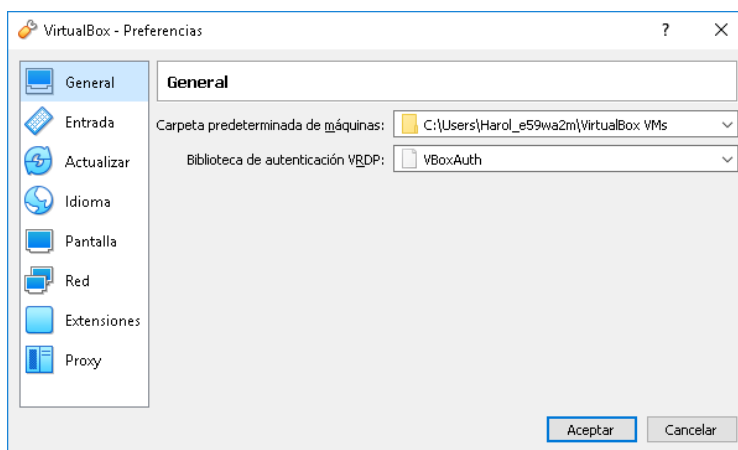 VirtualBox - Preferencias
?
General
Entrada
Actualizar
Idioma
Pantalla
Red
Extensiones
Proxy
General
Carpeta predeterminada de máquinas: C:\Users\Harol_e59wa2m\VirtualBox VMs
Biblioteca de autenticación VRDP: VBoxAuth
Aceptar
Cancelar